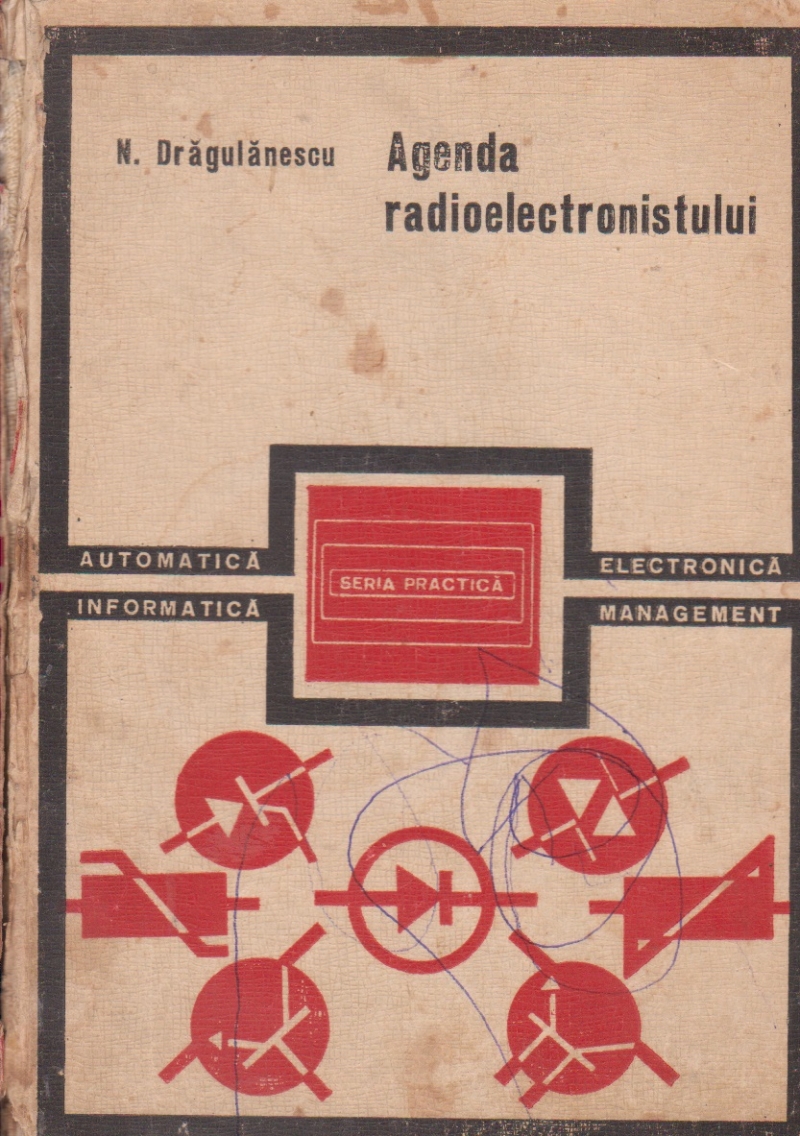 N. Drăgulănescu
Agenda
radioelectronistului
AUTOMATICĂ
ELECTRONICĂ
SERIA PRACTICĂ
INFORMATICĂ
MANAGEMENT